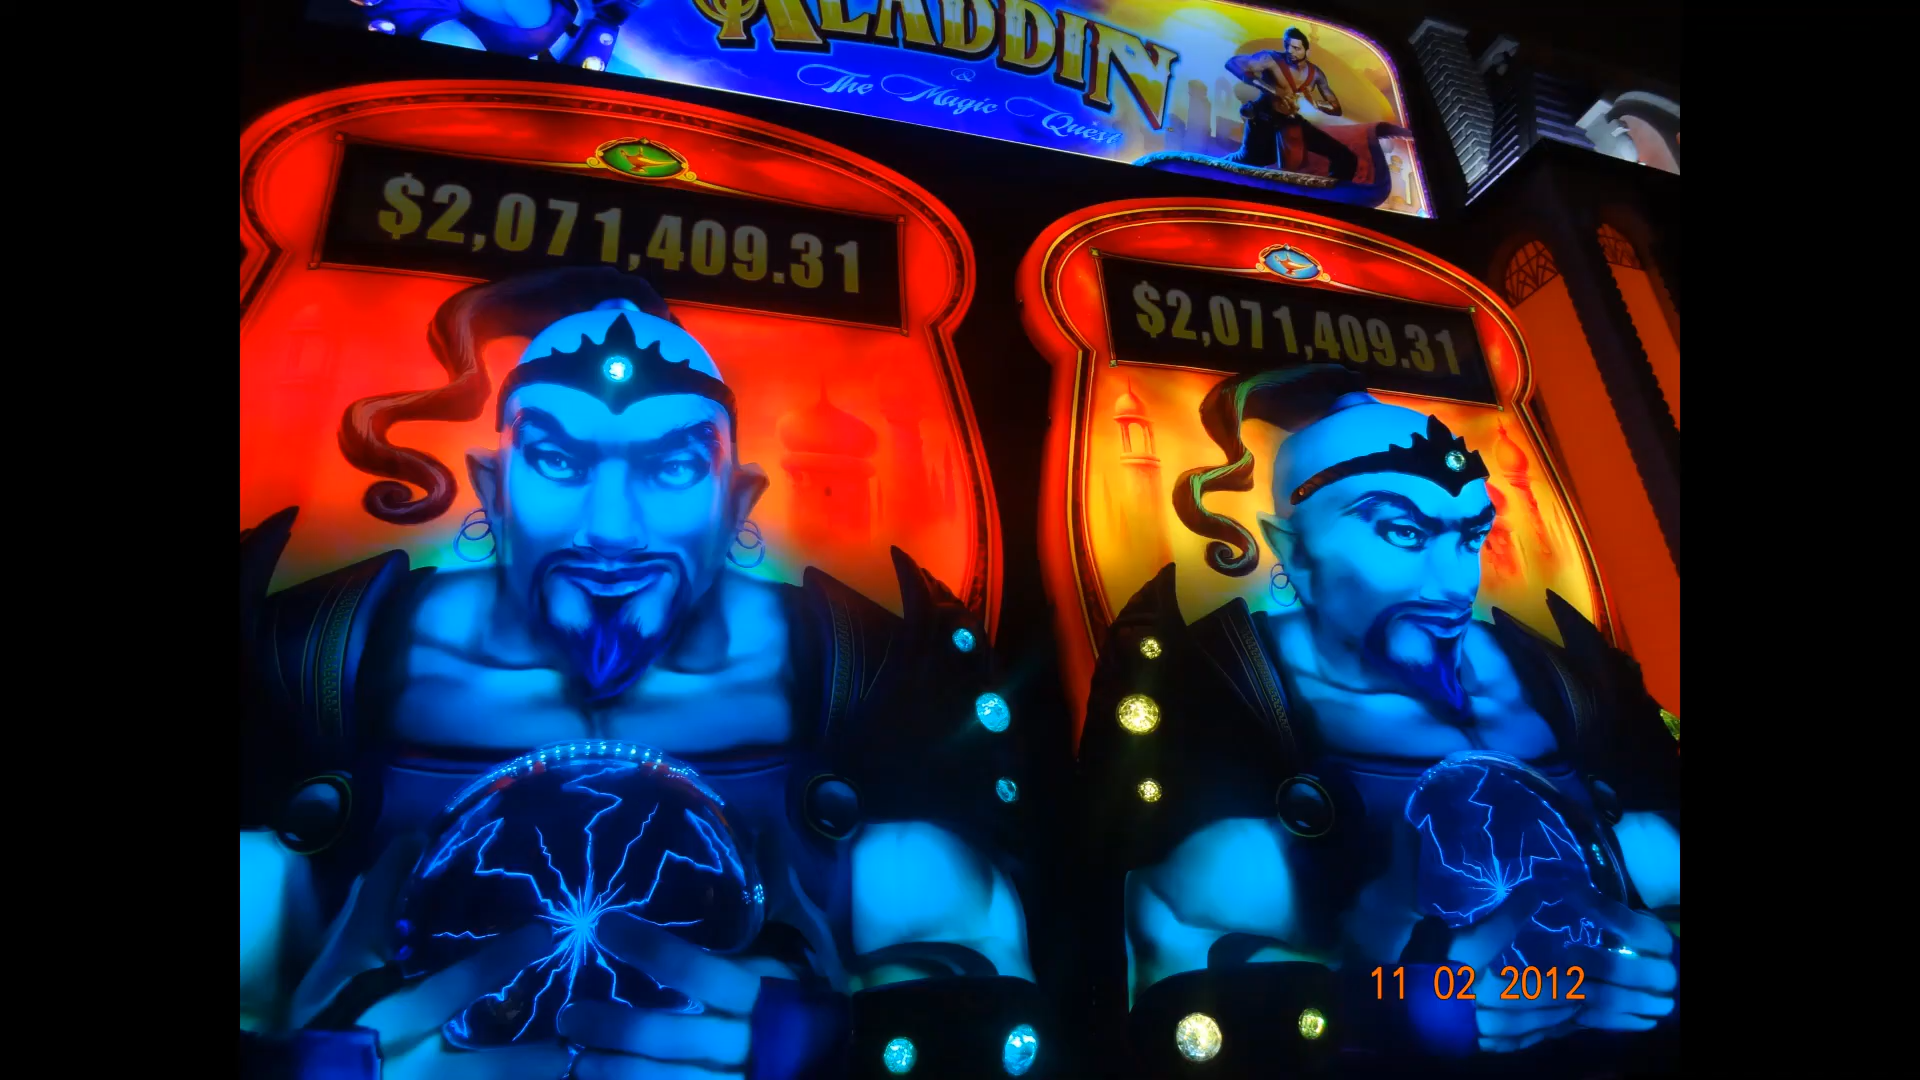 ALADDIN
& The Magic Quest
$2,071,409.31
$2,071,409.31
11 02 2012